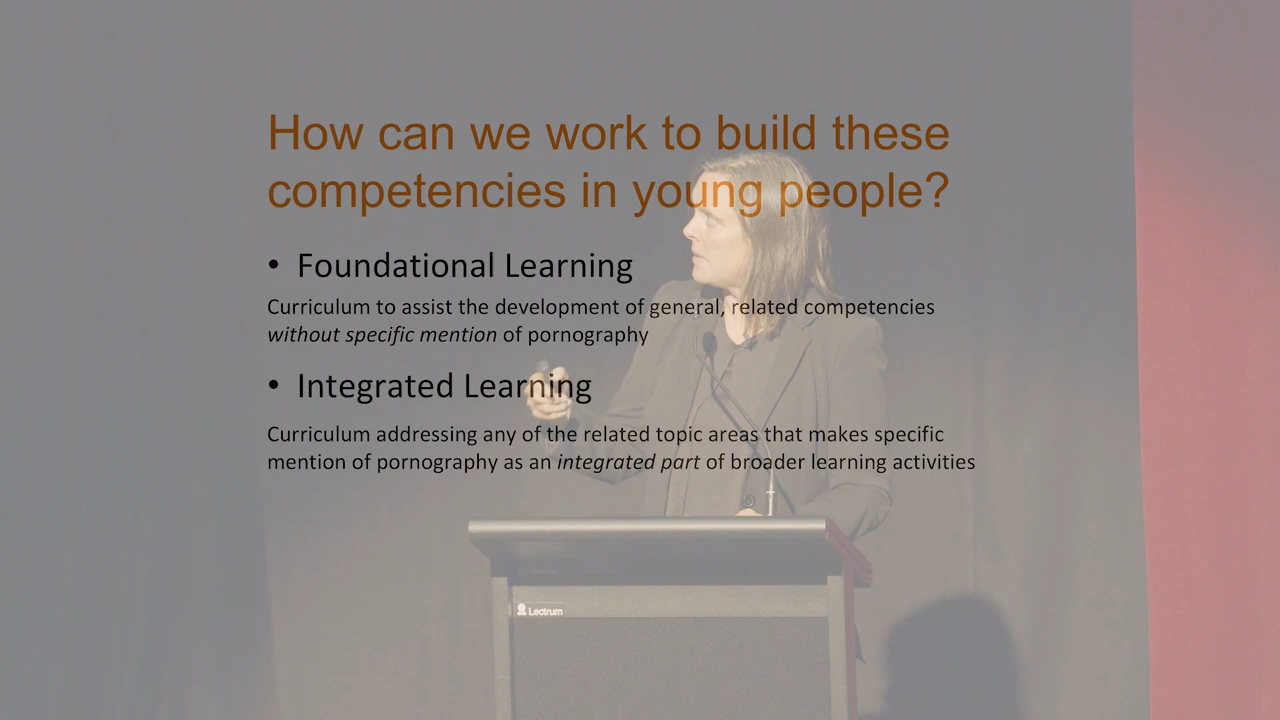 How can we work to build these
competencies in young people?
• Foundational Learning
Curriculum to assist the development of general, related competencies
without specific mention of pornography
• Integrated Learning
Curriculum addressing any of the related topic areas that makes specific
mention of pornography as an integrated part of broader learning activities
Lectrum